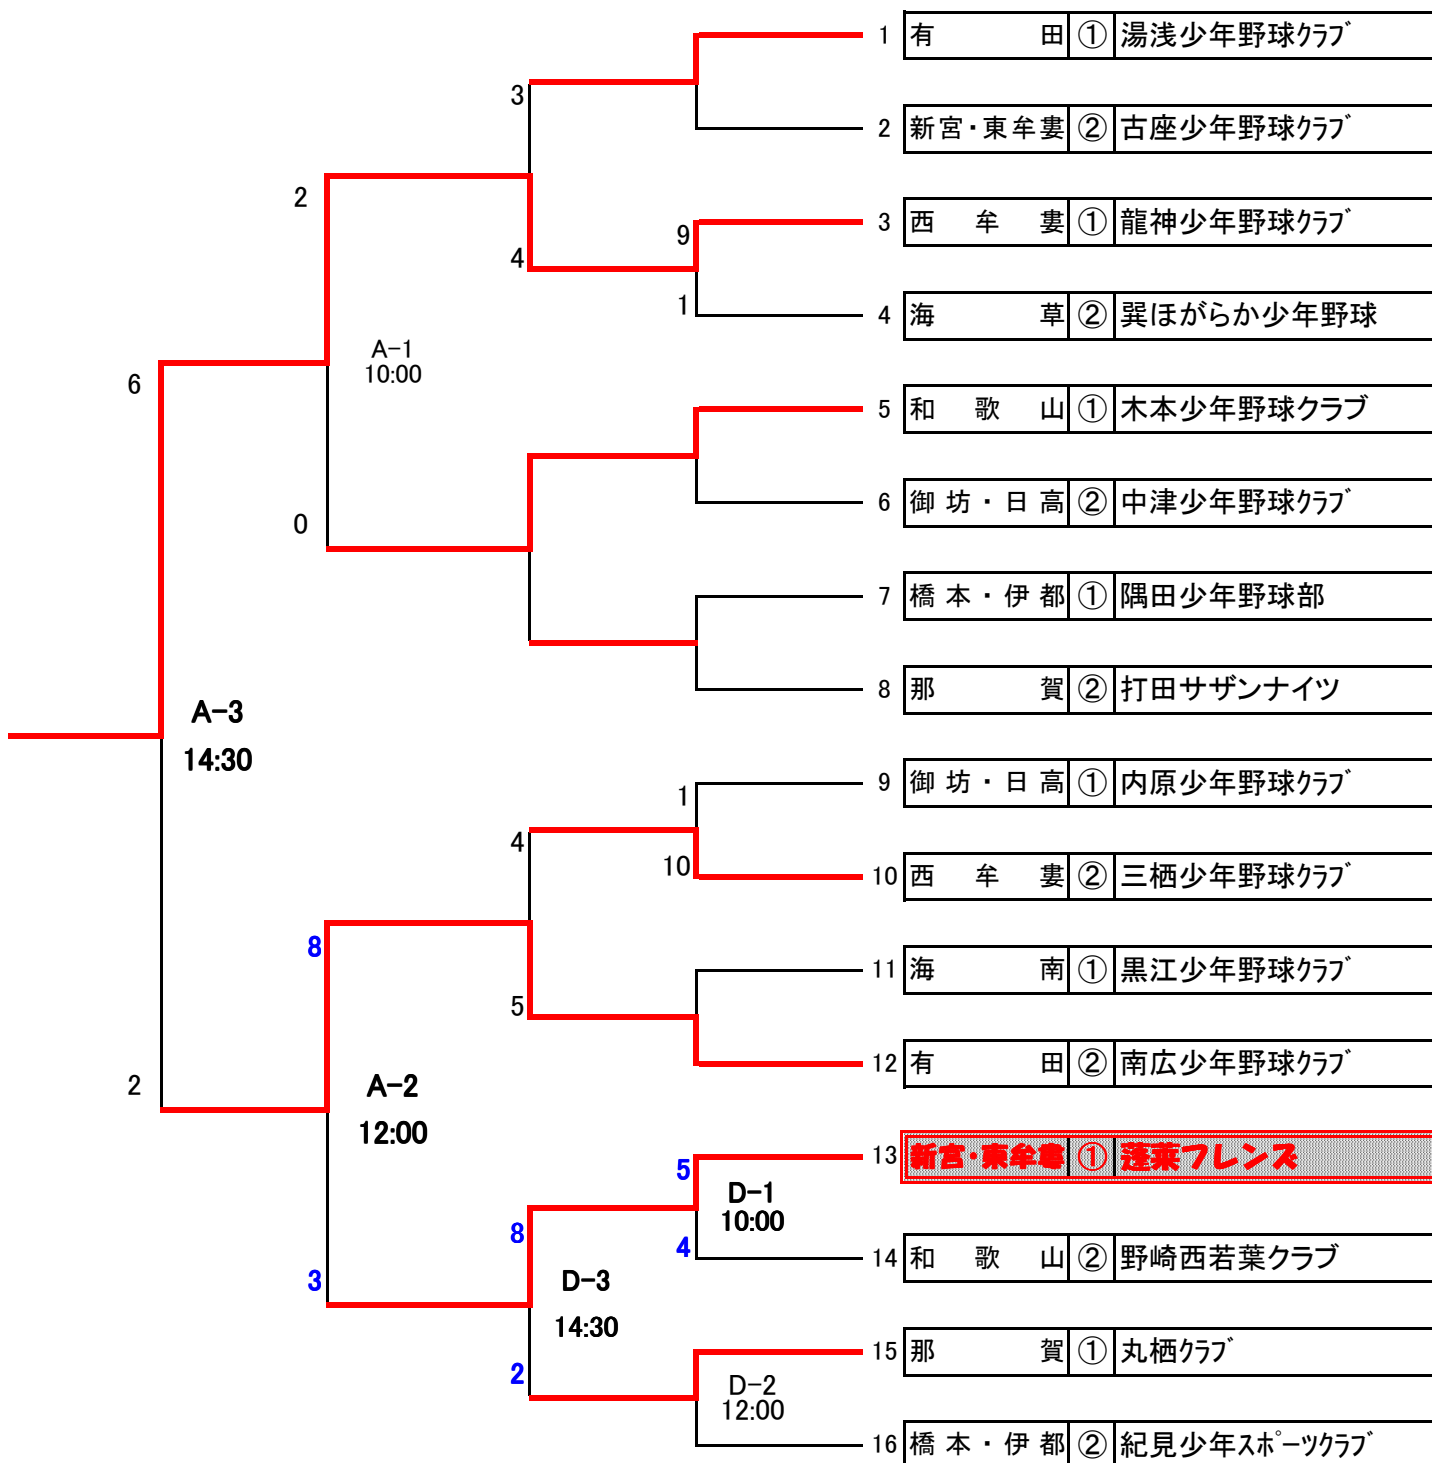 1 有田 ① 湯浅少年野球ｸﾗﾌﾞ
3
2 新宮・東牟婁 ② 古座少年野球ｸﾗﾌﾞ
2
3 西牟婁 ① 龍神少年野球ｸﾗﾌﾞ
9
4
1
4 海草 ② 巽ほがらか少年野球
A-1
10:00
6
5 和歌山 ① 木本少年野球クラブ
6 御坊・日高 ② 中津少年野球ｸﾗﾌﾞ
0
7 橋本・伊都 ① 隅田少年野球部
8 那賀 ② 打田サザンナイツ
A-3
14:30
9 御坊・日高 ① 内原少年野球ｸﾗﾌﾞ
1
4
10
10 西牟婁 ② 三栖少年野球ｸﾗﾌﾞ
8
11 海南 ① 黒江少年野球ｸﾗﾌﾞ
5
12 有田 ② 南広少年野球ｸﾗﾌﾞ
2
A-2
12:00
13 新宮・東牟婁 ① 蓬莱フレンズ
5
D-1
10:00
8
4
14 和歌山 ② 野崎西若葉クラブ
3
D-3
14:30
15 那賀 ① 丸栖ｸﾗﾌﾞ
2
D-2
12:00
16 橋本・伊都 ② 紀見少年ｽﾎﾟｰﾂｸﾗﾌﾞ